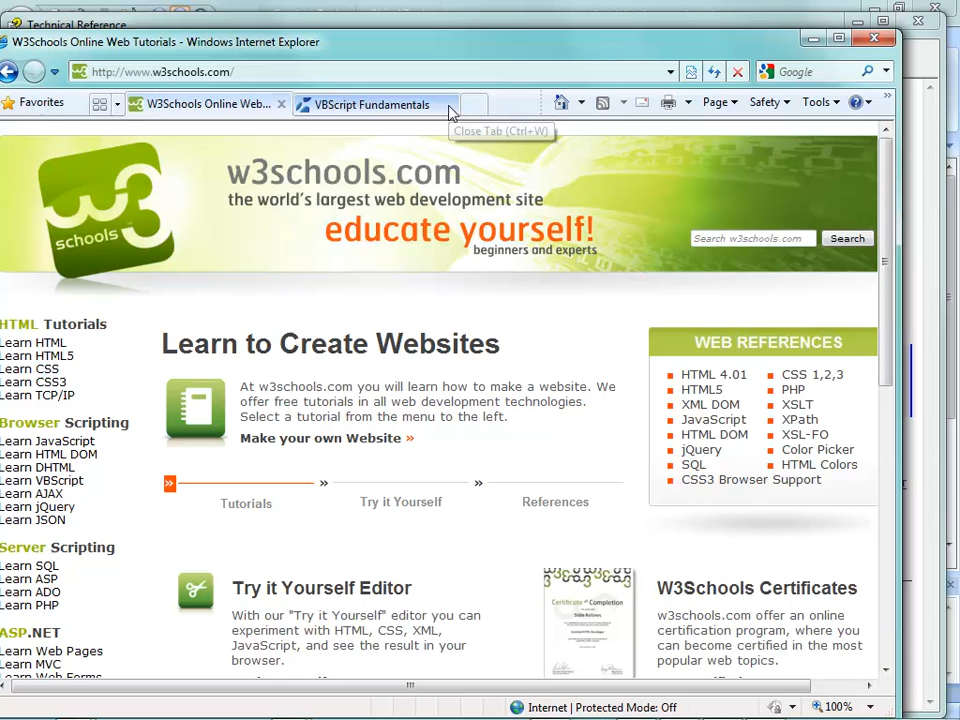 Technical Reference
W3Schools Online Web Tutorials - Windows Internet Explorer
http://www.w3schools.com/
Google
Favorites
W3Schools Online Web...
VBScript Fundamentals
Page
Safety
Tools
Close Tab (Ctrl+W)
w3schools.com
the world's largest web development site
educate yourself!
beginners and experts
w3
schools
Search w3schools.com
Search
HTML Tutorials
Learn HTML
Learn HTML5
Learn CSS
Learn CSS3
Learn TCP/IP
Browser Scripting
Learn JavaScript
Learn HTML DOM
Learn DHTML
Learn VBScript
Learn AJAX
Learn jQuery
Learn JSON
Server Scripting
Learn SQL
Learn ASP
Learn ADO
Learn PHP
ASP.NET
Learn Web Pages
Learn MVC
Learn Web Forms
Learn to Create Websites
At w3schools.com you will learn how to make a website. We
offer free tutorials in all web development technologies.
Select a tutorial from the menu to the left.
Make your own Website »
» » »
Tutorials Try it Yourself References
Try it Yourself Editor
With our "Try it Yourself" editor you can
experiment with HTML, CSS, XML,
JavaScript, and see the result in your
browser.
Certificate of Completion
WEB REFERENCES
HTML 4.01 CSS 1,2,3
HTML5 PHP
XML DOM XSLT
JavaScript XPath
HTML DOM XSL-FO
jQuery Color Picker
SQL HTML Colors
CSS3 Browser Support
W3Schools Certificates
w3schools.com offer an online
certification program, where you
can become certified in the most
popular web topics.
Internet | Protected Mode: Off
100%